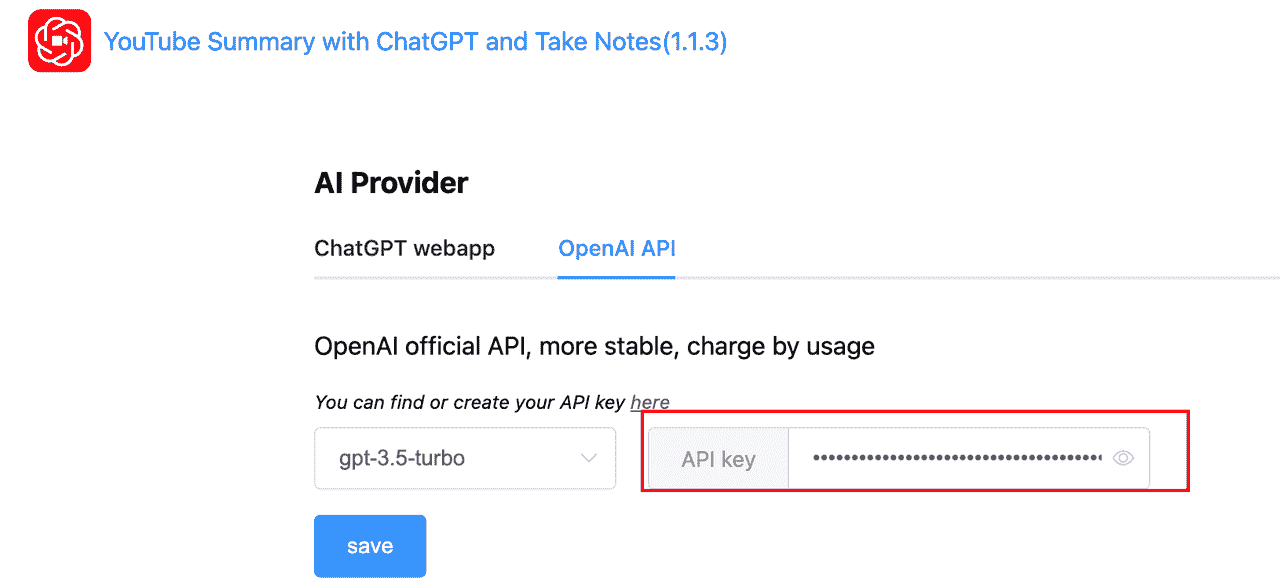 YouTube Summary with ChatGPT and Take Notes(1.1.3)
AI Provider
ChatGPT webapp OpenAI API
OpenAI official API, more stable, charge by usage
You can find or create your API key here
gpt-3.5-turbo API key ••••••••••••••••••••••••••••••••••••••
save